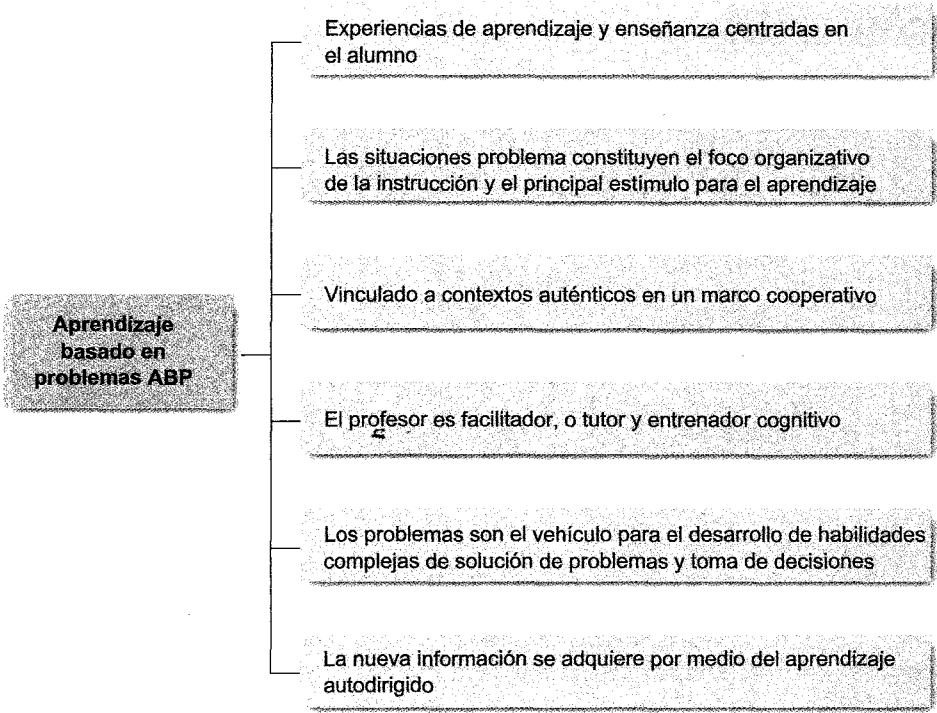 Experiencias de aprendizaje y enseñanza centradas en
el alumno
Las situaciones problema constituyen el foco organizativo
de la instrucción y el principal estímulo para el aprendizaje
Vinculado a contextos auténticos en un marco cooperativo
Aprendizaje
basado en
problemas ABP
El profesor es facilitador, o tutor y entrenador cognitivo
Los problemas son el vehículo para el desarrollo de habilidades
complejas de solución de problemas y toma de decisiones
La nueva información se adquiere por medio del aprendizaje
autodirigido